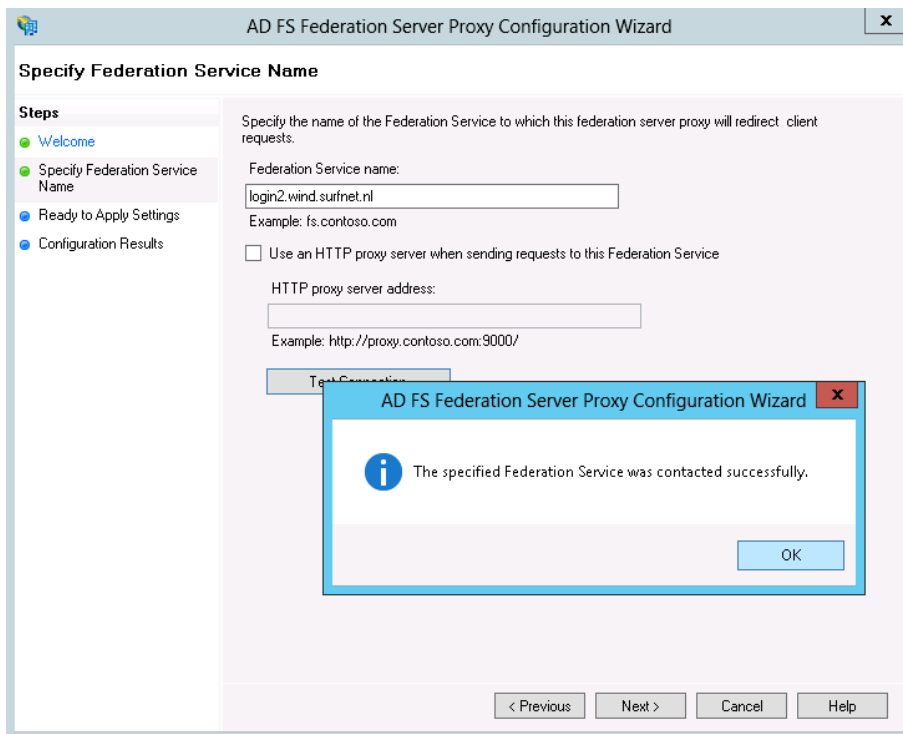 AD FS Federation Server Proxy Configuration Wizard
x
Specify Federation Service Name
Steps
Welcome
Specify Federation Service
Name
Ready to Apply Settings
Configuration Results
Specify the name of the Federation Service to which this federation server proxy will redirect client
requests.
Federation Service name:
login2.wind.surfnet.nl
Example: fs.contoso.com
Use an HTTP proxy server when sending requests to this Federation Service
HTTP proxy server address:
Example: http://proxy.contoso.com:9000/
Test Connection
AD FS Federation Server Proxy Configuration Wizard
x
The specified Federation Service was contacted successfully.
OK
< Previous
Next >
Cancel
Help